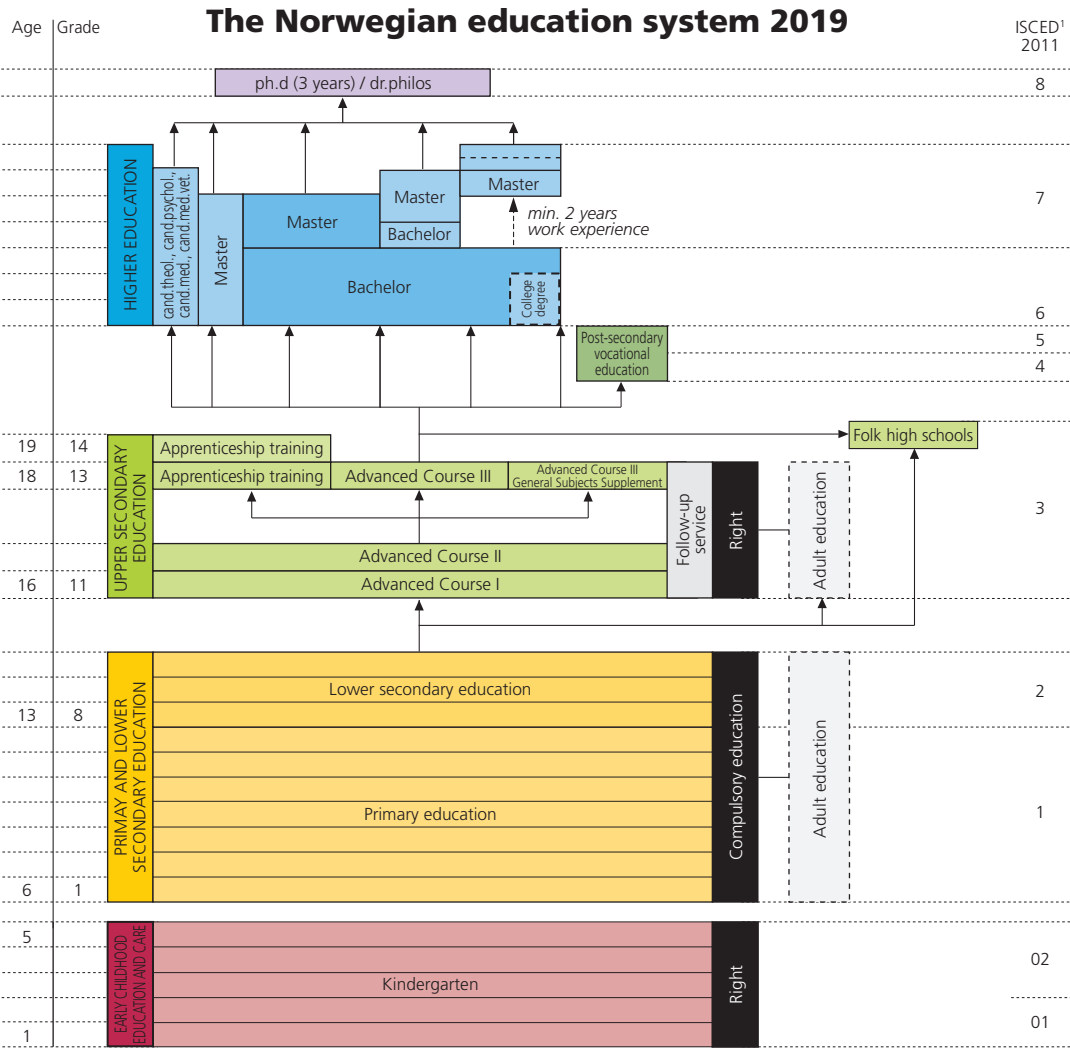 The Norwegian education system 2019
Age
Grade
ISCED¹
2011
ph.d (3 years) / dr.philos
8
HIGHER EDUCATION
cand.theol., cand.psychol.,
cand.med., cand.med.vet.
Master
Master
Master
Bachelor
Master
min. 2 years
work experience
7
Bachelor
College
degree
6
Post-secondary
vocational
education
5
4
Folk high schools
19
14
Apprenticeship training
18
13
Apprenticeship training
Advanced Course III
Advanced Course III
General Subjects Supplement
UPPER SECONDARY
EDUCATION
Follow-up
service
Right
Adult education
3
Advanced Course II
16
11
Advanced Course I
PRIMAY AND LOWER
SECONDARY EDUCATION
Lower secondary education
2
13
8
Compulsory education
Adult education
Primary education
1
6
1
EARLY CHILDHOOD
EDUCATION AND CARE
5
Kindergarten
Right
02
01
1